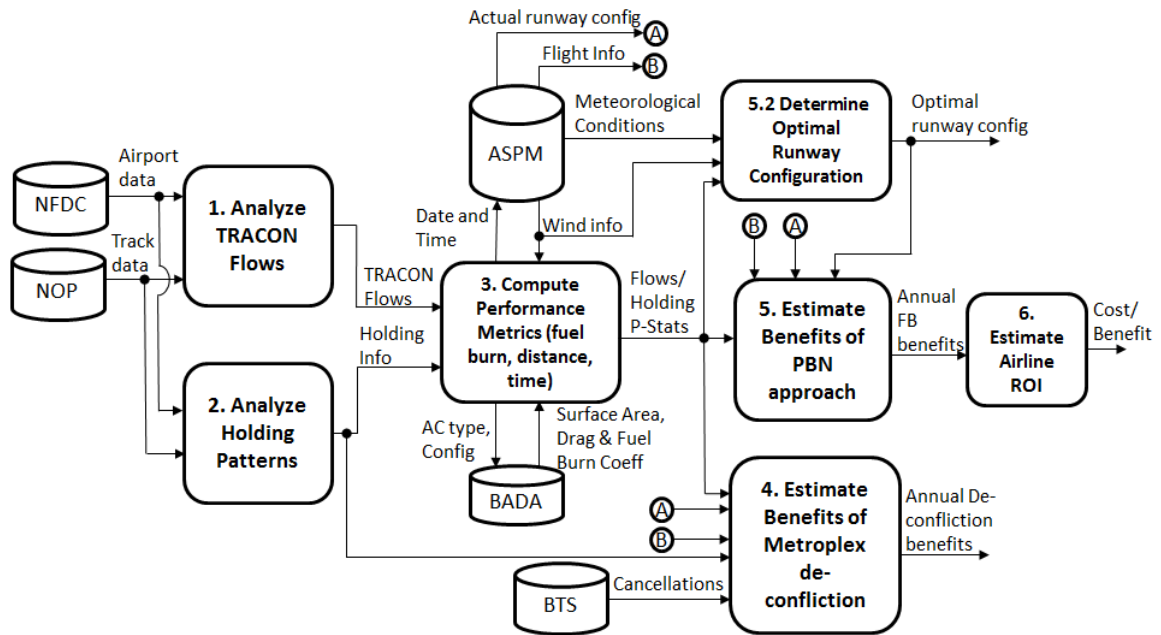 Actual runway config
A
Flight Info
B
ASPM
Meteorological
Conditions
5.2 Determine
Optimal
Runway
Configuration
Optimal
runway config
Airport
data
NFDC
Track
data
NOP
1. Analyze
TRACON
Flows
Date and
Time
Wind info
B
A
TRACON
Flows
Holding
Info
3. Compute
Performance
Metrics (fuel
burn, distance,
time)
Flows/
Holding
P-Stats
5. Estimate
Benefits of
PBN
approach
Annual
FB
benefits
6.
Estimate
Airline
ROI
Cost/
Benefit
2. Analyze
Holding
Patterns
AC type,
Config
Surface Area,
Drag & Fuel
Burn Coeff
BADA
A
B
4. Estimate
Benefits of
Metroplex
de-
confliction
Annual De-
confliction
benefits
BTS
Cancellations